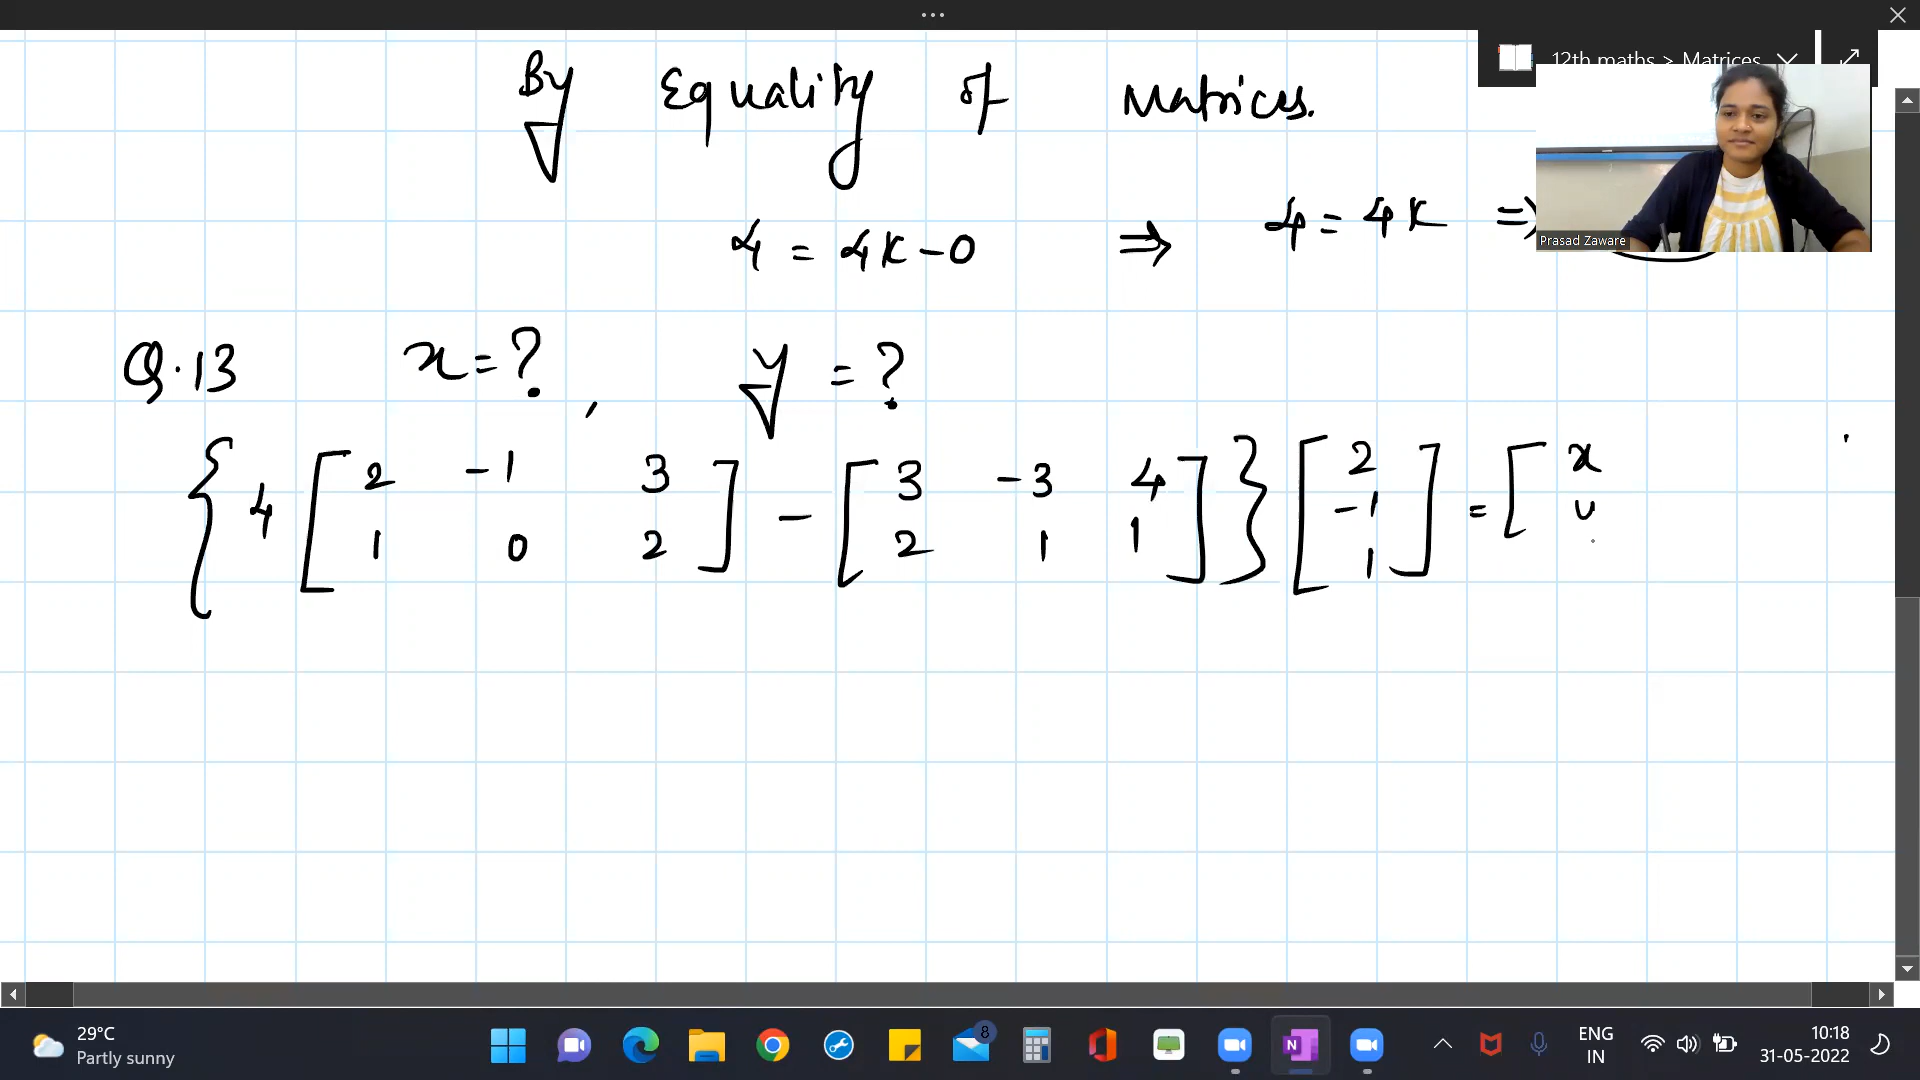 12th maths > Matrices
By Equality of Matrices.
Prasad Zaware
4 = 4k - 0 ⇒ 4 = 4k ⇒
Q.13 x = ? , y = ?
{ 4 [ 2 -1 3 ] - [ 3 -3 4 ] } [ 2 ] = [ x
1 0 2 2 1 1 -1
1
29°C
Partly sunny
8
ENG
IN
10:18
31-05-2022